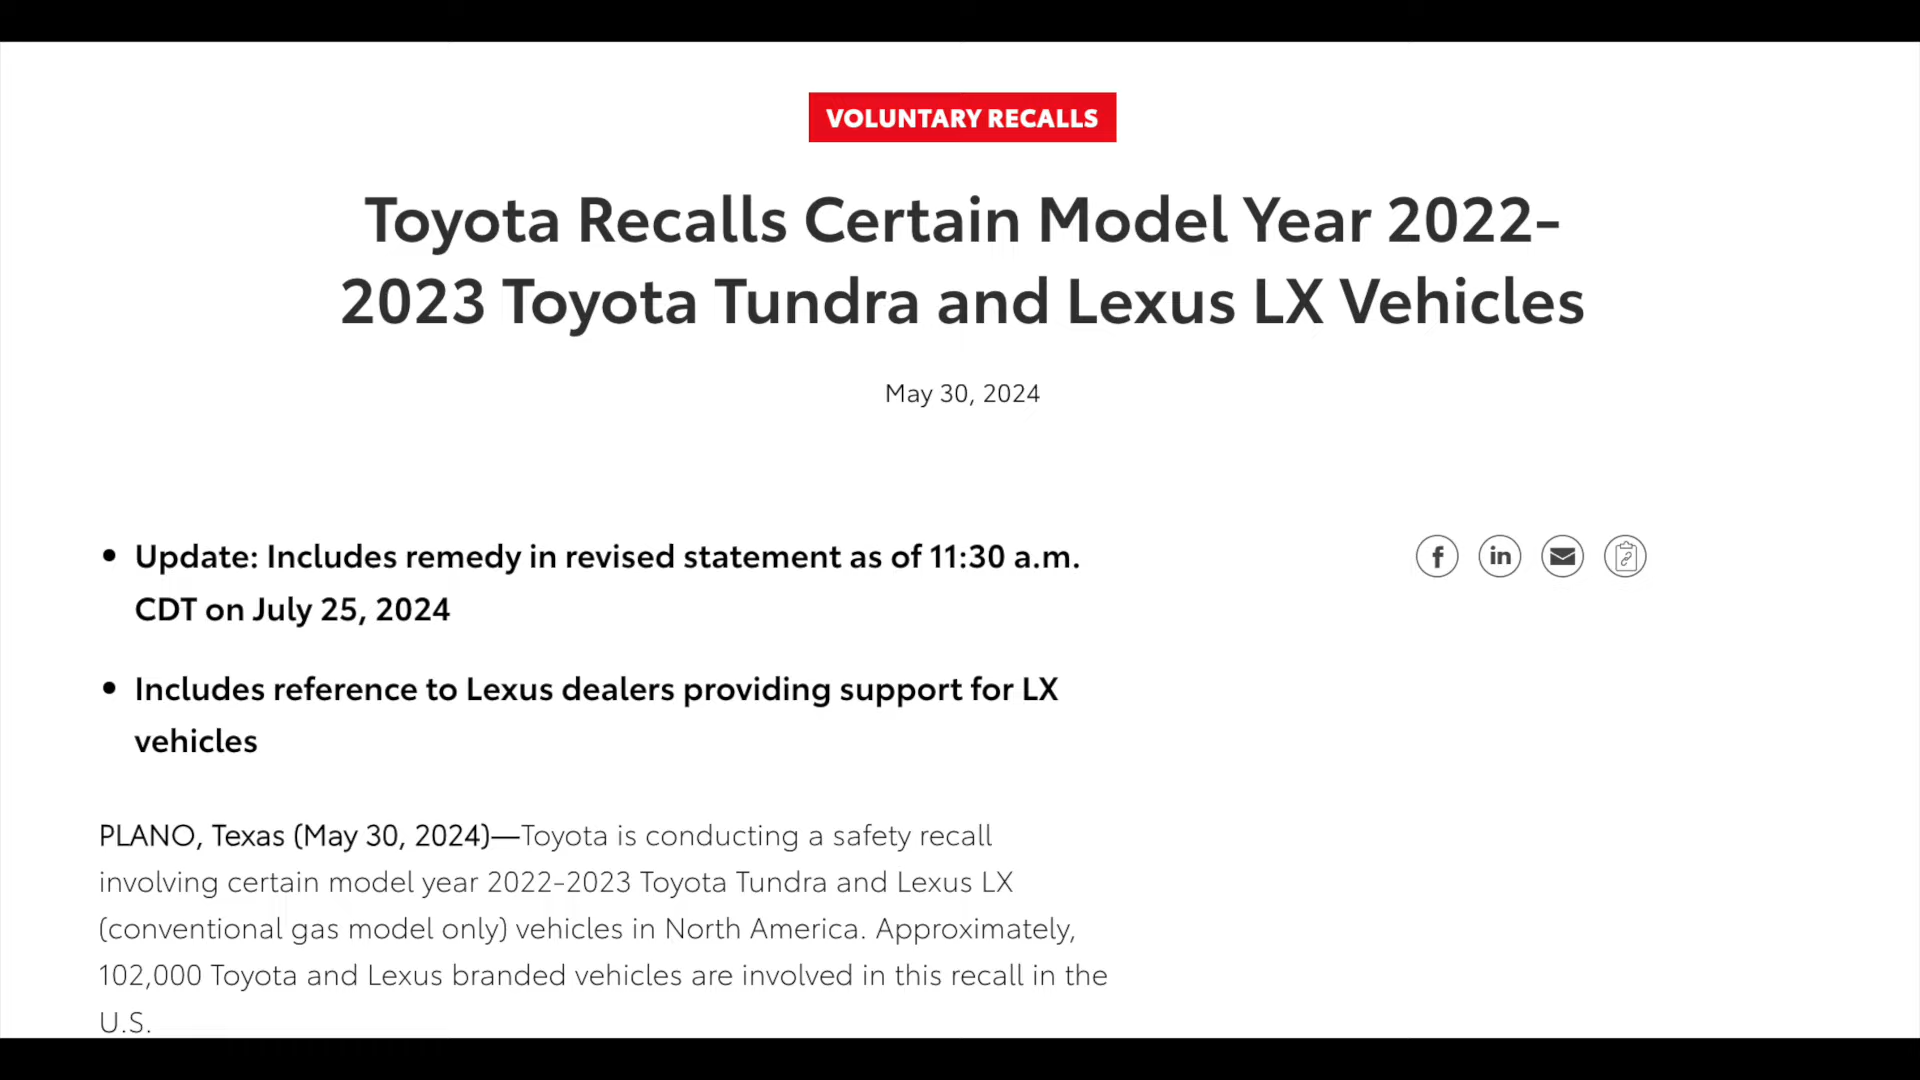 VOLUNTARY RECALLS
Toyota Recalls Certain Model Year 2022-
2023 Toyota Tundra and Lexus LX Vehicles
May 30, 2024
• Update: Includes remedy in revised statement as of 11:30 a.m.
CDT on July 25, 2024
• Includes reference to Lexus dealers providing support for LX
vehicles
PLANO, Texas (May 30, 2024)—Toyota is conducting a safety recall
involving certain model year 2022-2023 Toyota Tundra and Lexus LX
(conventional gas model only) vehicles in North America. Approximately,
102,000 Toyota and Lexus branded vehicles are involved in this recall in the
U.S.